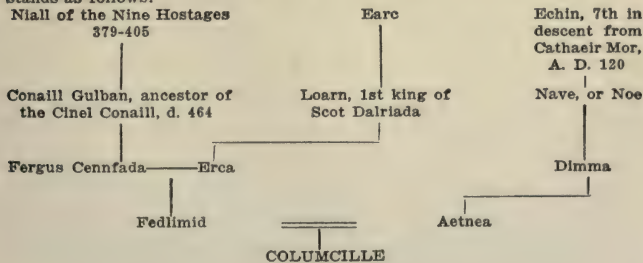 stands as follows:
Niall of the Nine Hostages
379-405
Earc
Echin, 7th in
descent from
Cathaeir Mor,
A. D. 120
Conaill Gulban, ancestor of
the Cinel Conaill, d. 464
Loarn, 1st king of
Scot Dalriada
Nave, or Noe
Fergus Cennfada——Erca
Dimma
Fedlimid
Aetnea
COLUMCILLE